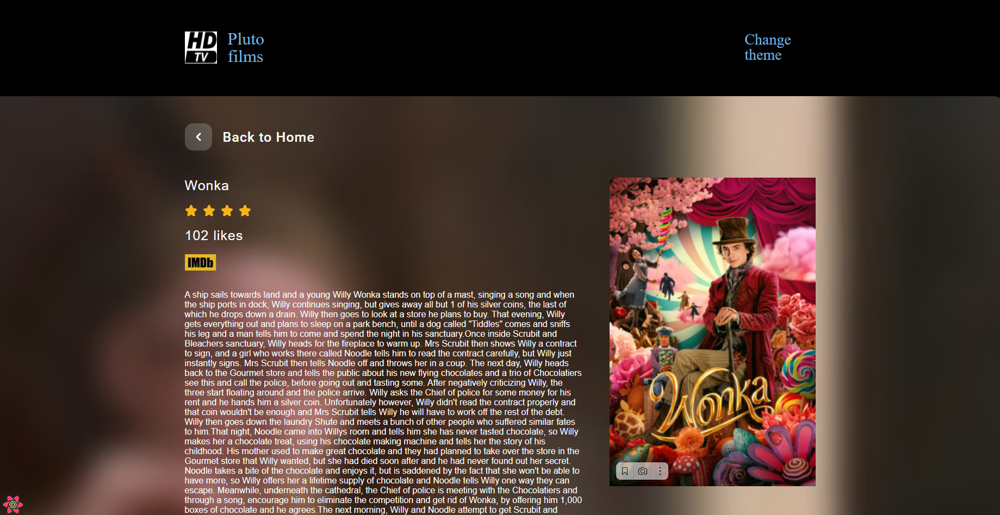 HD
TV
Pluto
films
Change
theme
Back to Home
Wonka
102 likes
IMDb
A ship sails towards land and a young Willy Wonka stands on top of a mast, singing a song and when
the ship ports in dock, Willy continues singing, but gives away all but 1 of his silver coins, the last of
which he drops down a drain. Willy then goes to look at a store he plans to buy. That evening, Willy
gets everything out and plans to sleep on a park bench, until a dog called "Tiddles" comes and sniffs
his leg and a man tells him to come and spend the night in his sanctuary.Once inside Scrubit and
Bleachers sanctuary, Willy heads for the fireplace to warm up. Mrs Scrubit then shows Willy a contract
to sign, and a girl who works there called Noodle tells him to read the contract carefully, but Willy just
instantly signs. Mrs Scrubit then tells Noodle off and throws her in a coup. The next day, Willy heads
back to the Gourmet store and tells the public about his new flying chocolates and a trio of Chocolatiers
see this and call the police, before going out and tasting some. After negatively criticizing Willy, the
three start floating around and the police arrive. Willy asks the Chief of police for some money for his
rent and he hands him a silver coin. Unfortunately however, Willy didn't read the contract properly and
that coin wouldn't be enough and Mrs Scrubit tells Willy he will have to work off the rest of the debt.
Willy then goes down the laundry Shute and meets a bunch of other people who suffered similar fates
to him.That night, Noodle came into Willys room and tells him she has never tasted chocolate, so Willy
makes her a chocolate treat, using his chocolate making machine and tells her the story of his
childhood. His mother used to make great chocolate and they had planned to take over the store in the
Gourmet store that Willy wanted, but she had died soon after and he had never found out her secret.
Noodle takes a bite of the chocolate and enjoys it, but is saddened by the fact that she won't be able to
have more, so Willy offers her a lifetime supply of chocolate and Noodle tells Willy one way they can
escape. Meanwhile, underneath the cathedral, the Chief of police is meeting with the Chocolatiers and
through a song, encourage him to eliminate the competition and get rid of Wonka, by offering him 1,000
boxes of chocolate and he agrees.The next morning, Willy and Noodle attempt to get Scrubit and
Wonka